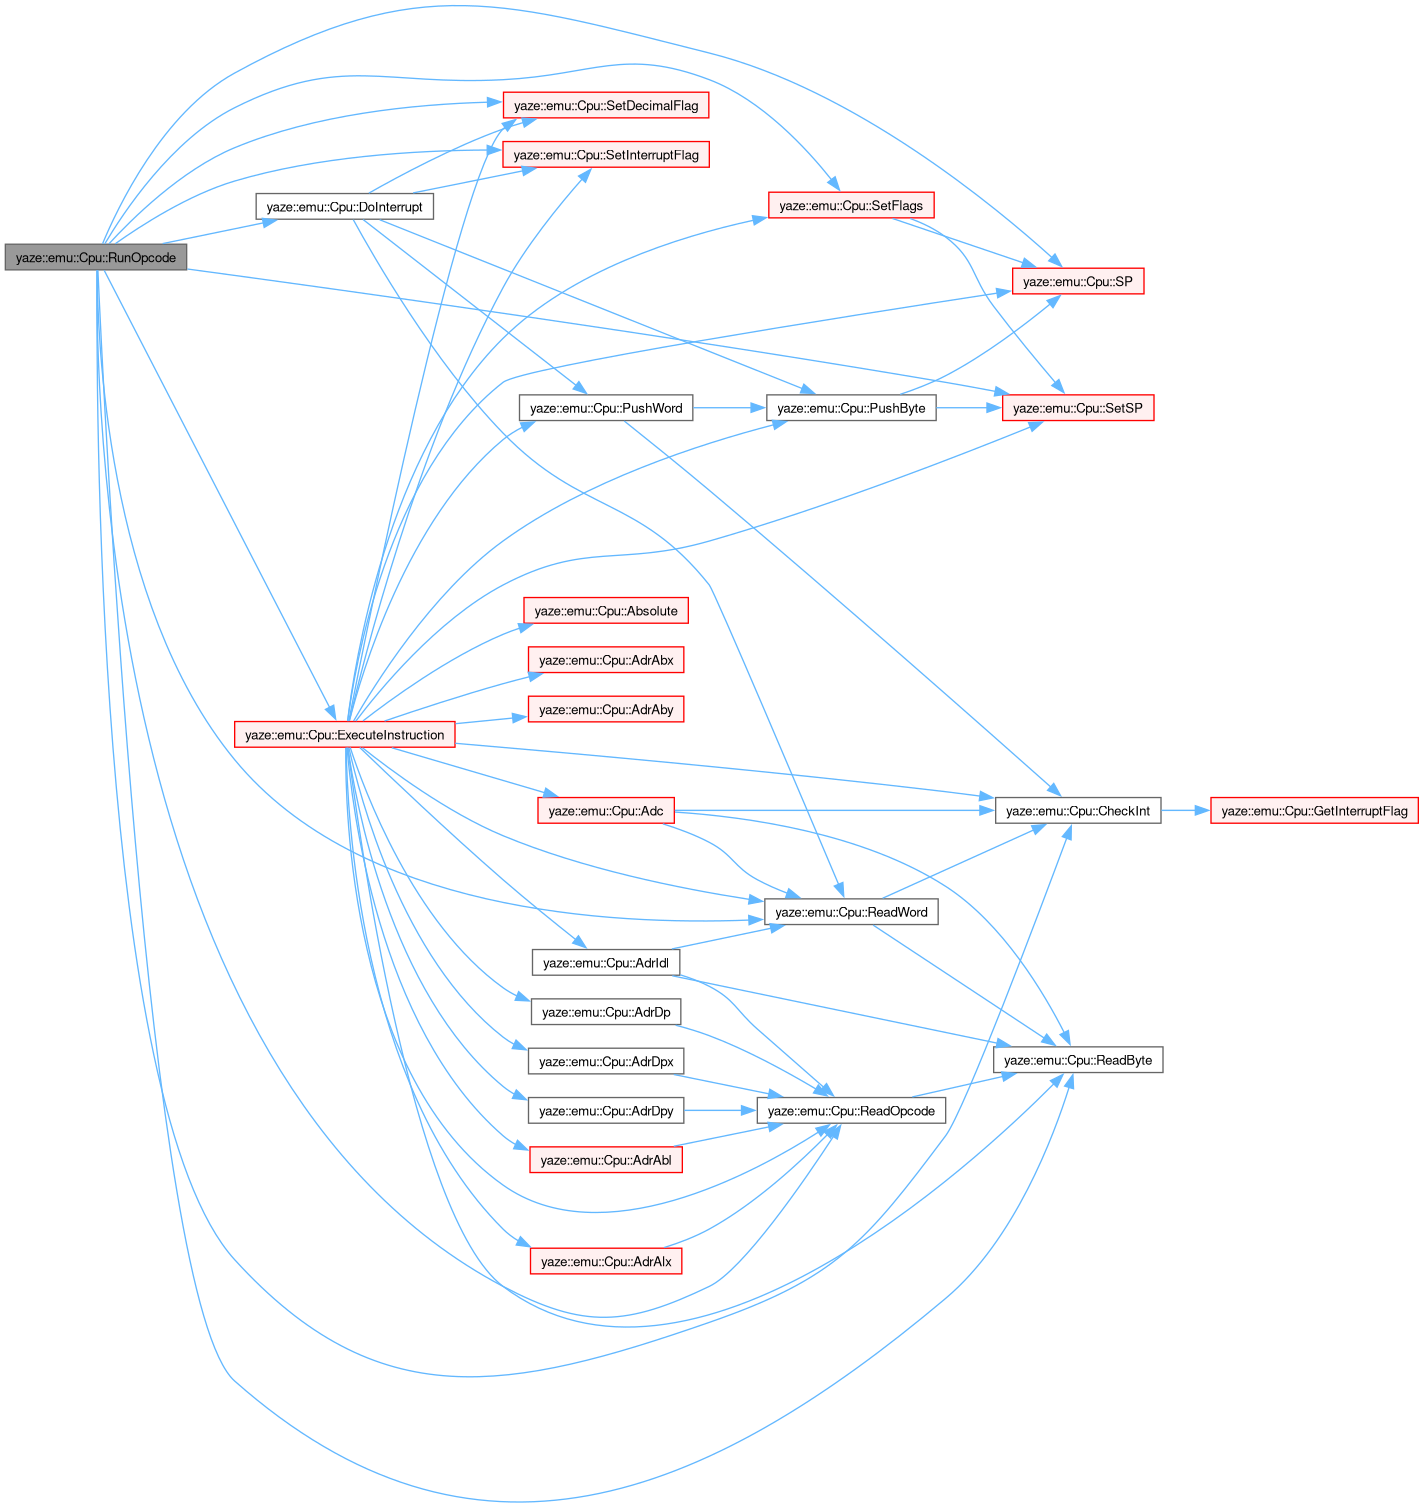 yaze::emu::Cpu::SetDecimalFlag
yaze::emu::Cpu::SetInterruptFlag
yaze::emu::Cpu::DoInterrupt
yaze::emu::Cpu::SetFlags
yaze::emu::Cpu::RunOpcode
yaze::emu::Cpu::SP
yaze::emu::Cpu::PushWord
yaze::emu::Cpu::PushByte
yaze::emu::Cpu::SetSP
yaze::emu::Cpu::Absolute
yaze::emu::Cpu::AdrAbx
yaze::emu::Cpu::AdrAby
yaze::emu::Cpu::ExecuteInstruction
yaze::emu::Cpu::Adc
yaze::emu::Cpu::CheckInt
yaze::emu::Cpu::GetInterruptFlag
yaze::emu::Cpu::ReadWord
yaze::emu::Cpu::AdrIdl
yaze::emu::Cpu::AdrDp
yaze::emu::Cpu::AdrDpx
yaze::emu::Cpu::ReadByte
yaze::emu::Cpu::AdrDpy
yaze::emu::Cpu::ReadOpcode
yaze::emu::Cpu::AdrAbl
yaze::emu::Cpu::AdrAlx